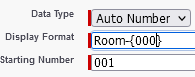 Data Type Auto Number
Display Format Room-{000}
Starting Number 001